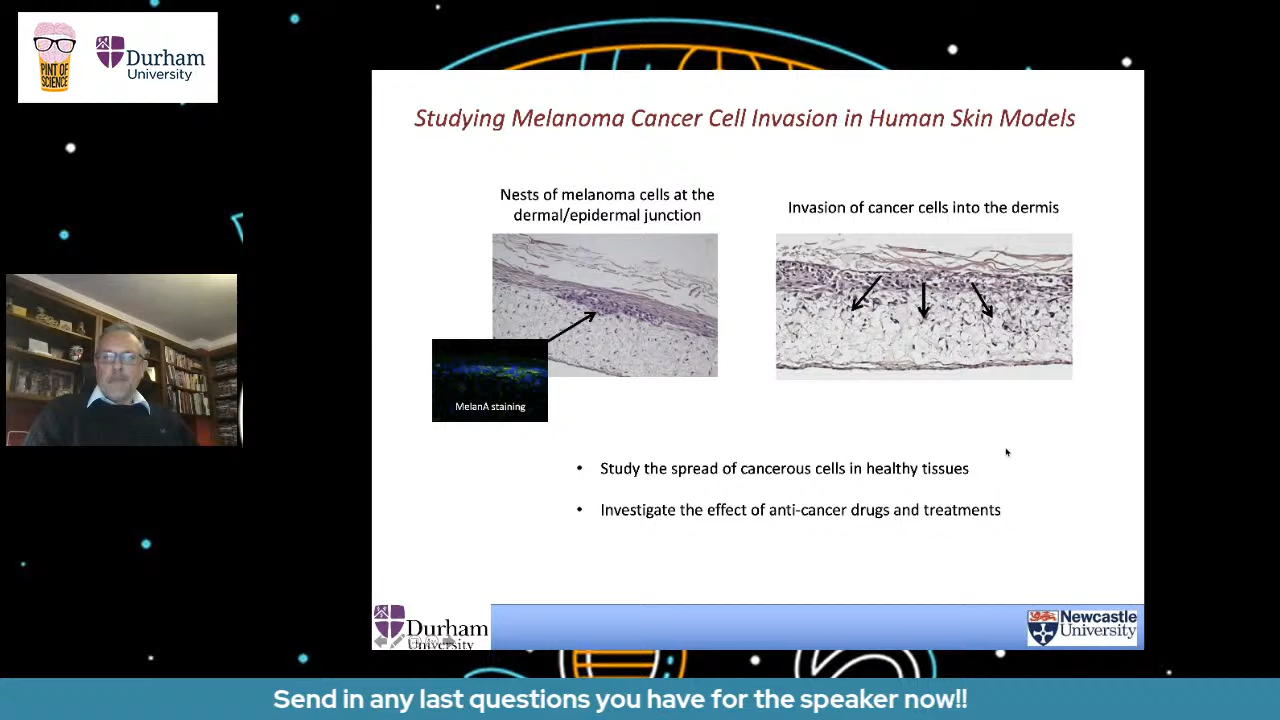 PINT OF
SCIENCE
Durham
University
Studying Melanoma Cancer Cell Invasion in Human Skin Models
Nests of melanoma cells at the
dermal/epidermal junction
Invasion of cancer cells into the dermis
MelanA staining
• Study the spread of cancerous cells in healthy tissues
• Investigate the effect of anti-cancer drugs and treatments
Durham
University
Newcastle
University
Send in any last questions you have for the speaker now!!